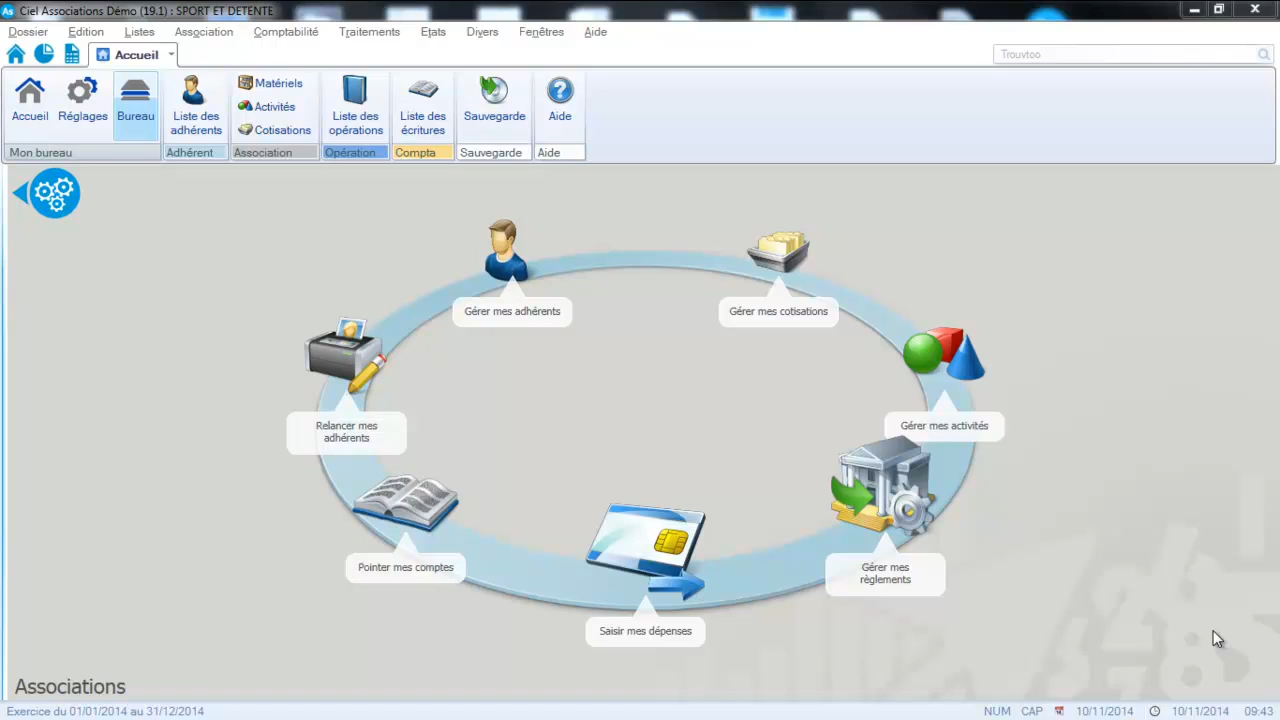 Ciel Associations Démo (19.1) : SPORT ET DETENTE
Dossier Edition Listes Association Comptabilité Traitements Etats Divers Fenêtres Aide
Accueil
Trouvtoo
Accueil
Réglages
Bureau
Mon bureau
Liste des
adhérents
Adhérent
Matériels
Activités
Cotisations
Association
Liste des
opérations
Opération
Liste des
écritures
Compta
Sauvegarde
Sauvegarde
Aide
Aide
Gérer mes adhérents
Gérer mes cotisations
Relancer mes
adhérents
Gérer mes activités
Pointer mes comptes
Gérer mes
règlements
Saisir mes dépenses
Associations
Exercice du 01/01/2014 au 31/12/2014
NUM CAP 10/11/2014 10/11/2014 09:43